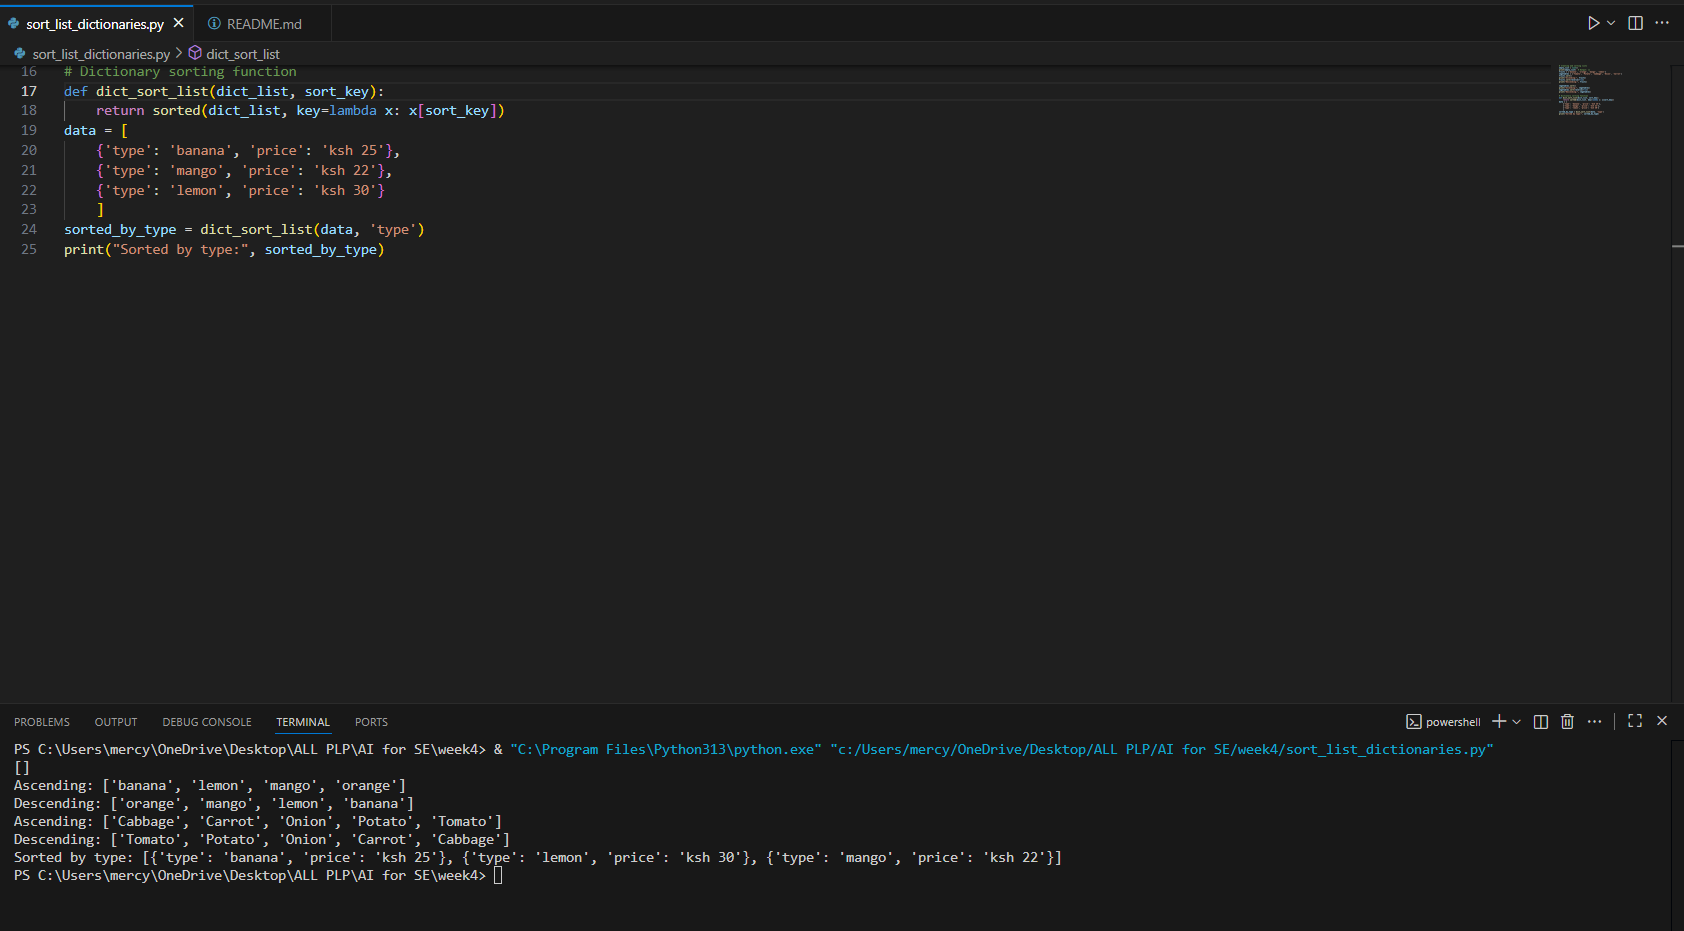 sort_list_dictionaries.py README.md
sort_list_dictionaries.py > dict_sort_list
16 # Dictionary sorting function
17 def dict_sort_list(dict_list, sort_key):
18     return sorted(dict_list, key=lambda x: x[sort_key])
19 data = [
20     {'type': 'banana', 'price': 'ksh 25'},
21     {'type': 'mango', 'price': 'ksh 22'},
22     {'type': 'lemon', 'price': 'ksh 30'}
23     ]
24 sorted_by_type = dict_sort_list(data, 'type')
25 print("Sorted by type:", sorted_by_type)
PROBLEMS OUTPUT DEBUG CONSOLE TERMINAL PORTS powershell
PS C:\Users\mercy\OneDrive\Desktop\ALL PLP\AI for SE\week4> & "C:\Program Files\Python313\python.exe" "c:/Users/mercy/OneDrive/Desktop/ALL PLP/AI for SE/week4/sort_list_dictionaries.py"
[]
Ascending: ['banana', 'lemon', 'mango', 'orange']
Descending: ['orange', 'mango', 'lemon', 'banana']
Ascending: ['Cabbage', 'Carrot', 'Onion', 'Potato', 'Tomato']
Descending: ['Tomato', 'Potato', 'Onion', 'Carrot', 'Cabbage']
Sorted by type: [{'type': 'banana', 'price': 'ksh 25'}, {'type': 'lemon', 'price': 'ksh 30'}, {'type': 'mango', 'price': 'ksh 22'}]
PS C:\Users\mercy\OneDrive\Desktop\ALL PLP\AI for SE\week4>